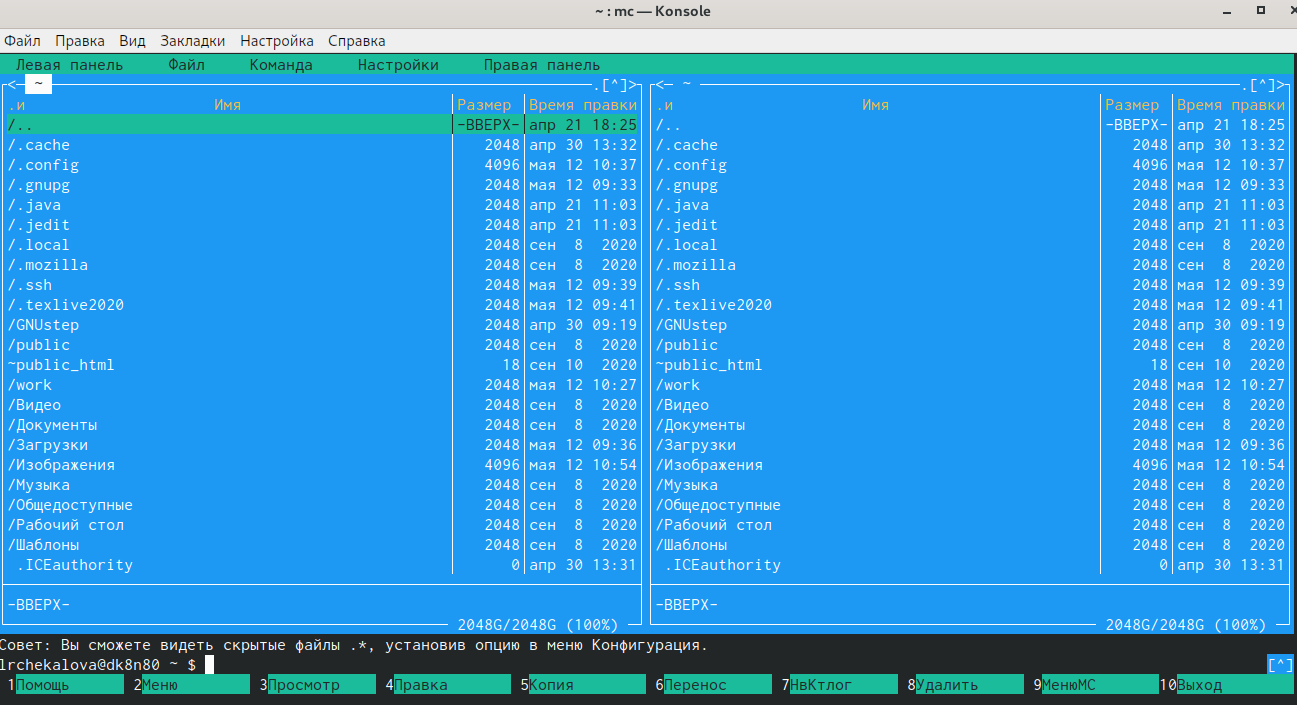 ~ : mc — Konsole
Файл Правка Вид Закладки Настройка Справка
Левая панель Файл Команда Настройки Правая панель
<─ ~ ─.[^]> <─ ~ ─.[^]>
.и Имя Размер Время правки .и Имя Размер Время правки
/.. -ВВЕРХ- апр 21 18:25 /.. -ВВЕРХ- апр 21 18:25
/.cache 2048 апр 30 13:32 /.cache 2048 апр 30 13:32
/.config 4096 мая 12 10:37 /.config 4096 мая 12 10:37
/.gnupg 2048 мая 12 09:33 /.gnupg 2048 мая 12 09:33
/.java 2048 апр 21 11:03 /.java 2048 апр 21 11:03
/.jedit 2048 апр 21 11:03 /.jedit 2048 апр 21 11:03
/.local 2048 сен 8 2020 /.local 2048 сен 8 2020
/.mozilla 2048 сен 8 2020 /.mozilla 2048 сен 8 2020
/.ssh 2048 мая 12 09:39 /.ssh 2048 мая 12 09:39
/.texlive2020 2048 мая 12 09:41 /.texlive2020 2048 мая 12 09:41
/GNUstep 2048 апр 30 09:19 /GNUstep 2048 апр 30 09:19
/public 2048 сен 8 2020 /public 2048 сен 8 2020
~public_html 18 сен 10 2020 ~public_html 18 сен 10 2020
/work 2048 мая 12 10:27 /work 2048 мая 12 10:27
/Видео 2048 сен 8 2020 /Видео 2048 сен 8 2020
/Документы 2048 сен 8 2020 /Документы 2048 сен 8 2020
/Загрузки 2048 мая 12 09:36 /Загрузки 2048 мая 12 09:36
/Изображения 4096 мая 12 10:54 /Изображения 4096 мая 12 10:54
/Музыка 2048 сен 8 2020 /Музыка 2048 сен 8 2020
/Общедоступные 2048 сен 8 2020 /Общедоступные 2048 сен 8 2020
/Рабочий стол 2048 сен 8 2020 /Рабочий стол 2048 сен 8 2020
/Шаблоны 2048 сен 8 2020 /Шаблоны 2048 сен 8 2020
.ICEauthority 0 апр 30 13:31 .ICEauthority 0 апр 30 13:31
-ВВЕРХ- -ВВЕРХ-
2048G/2048G (100%) 2048G/2048G (100%)
Совет: Вы сможете видеть скрытые файлы .*, установив опцию в меню Конфигурация.
lrchekalova@dk8n80 ~ $ [^]
1Помощь 2Меню 3Просмотр 4Правка 5Копия 6Перенос 7НвКтлог 8Удалить 9МенюМС 10Выход